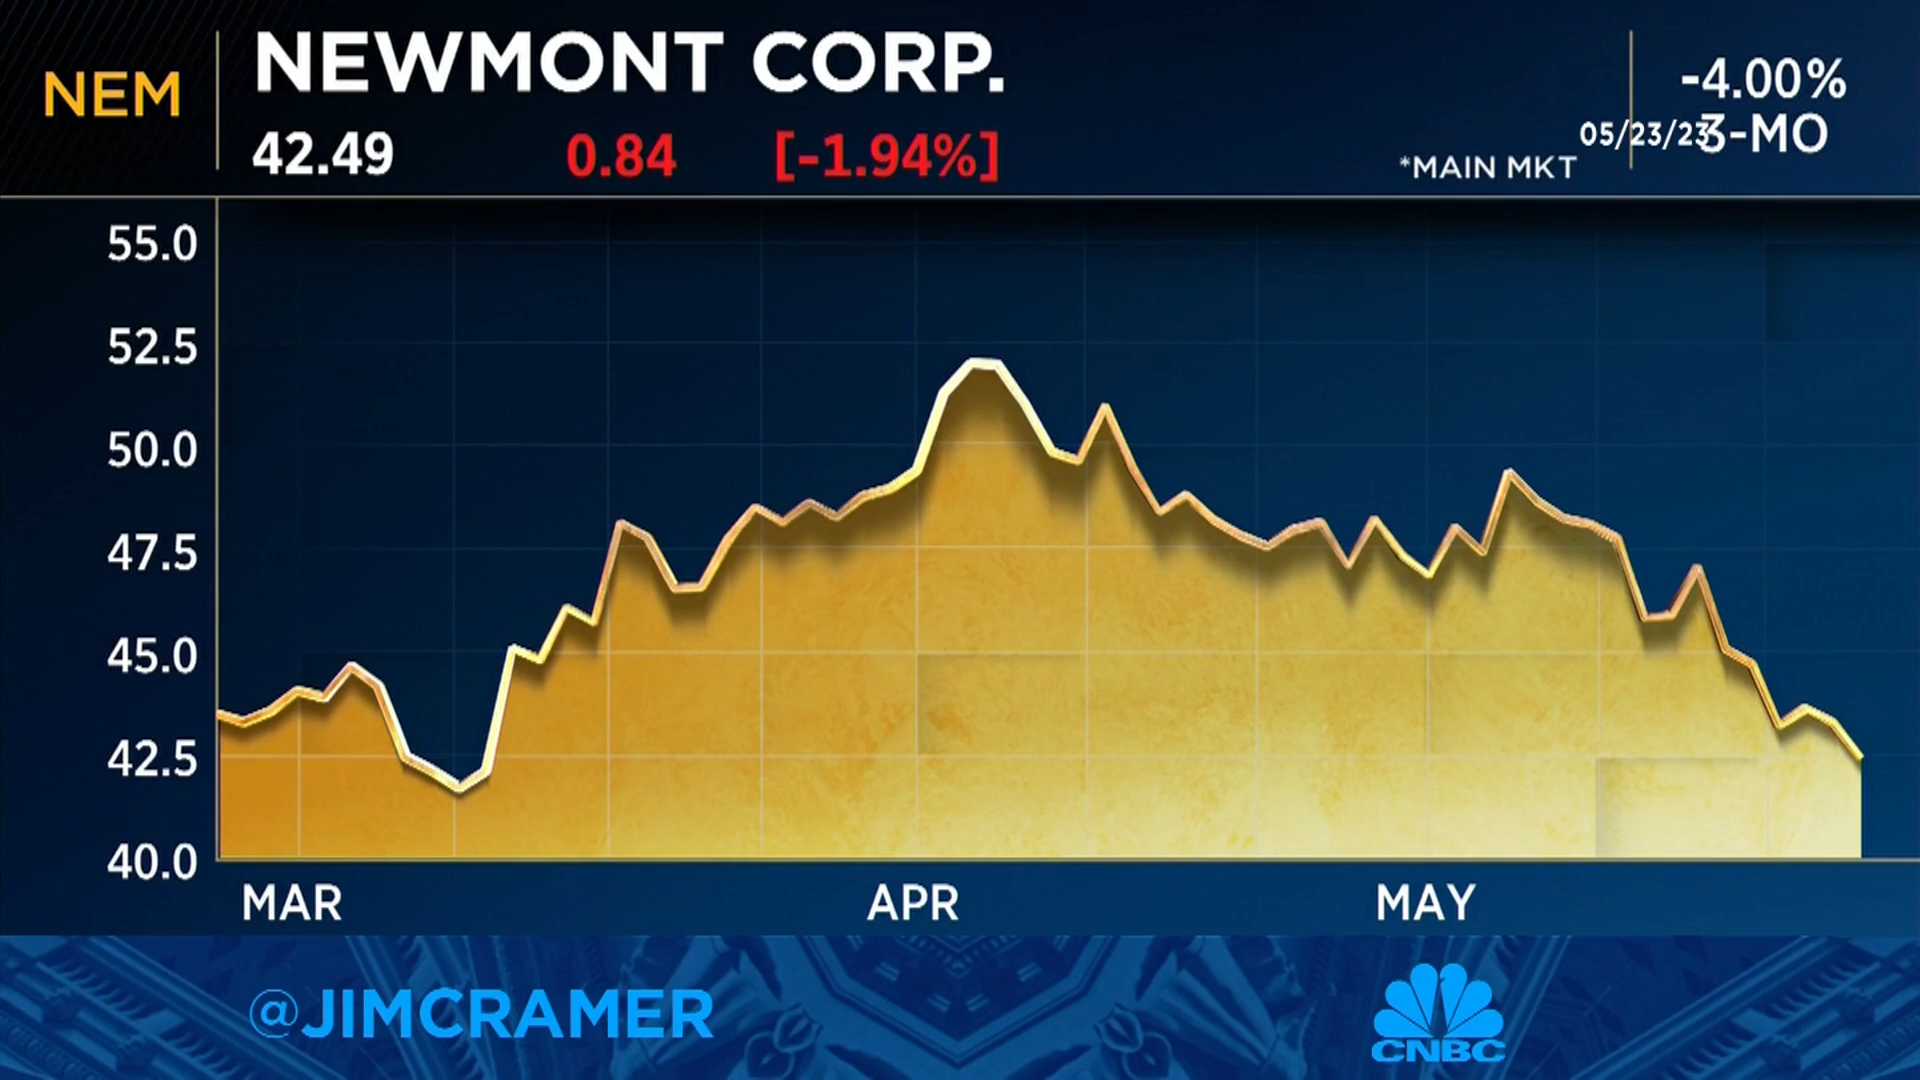 NEM
NEWMONT CORP.
42.49 0.84 [-1.94%]
*MAIN MKT
05/23/23
-4.00%
3-MO
55.0
52.5
50.0
47.5
45.0
42.5
40.0
MAR APR MAY
@JIMCRAMER
CNBC